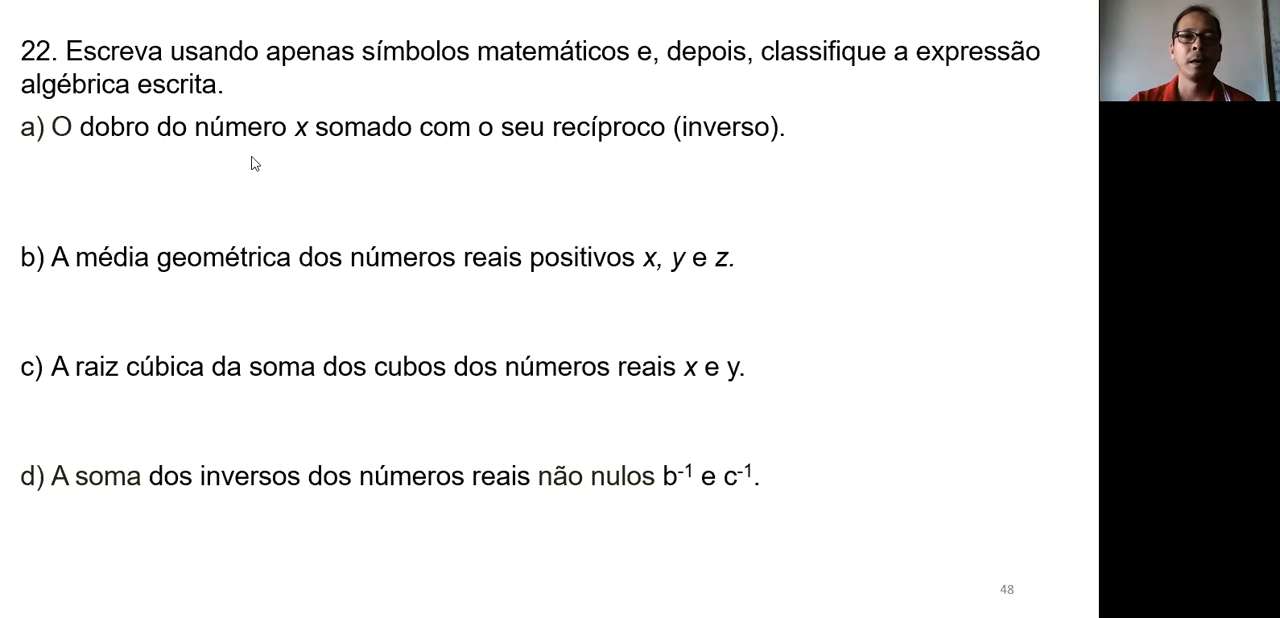 22. Escreva usando apenas símbolos matemáticos e, depois, classifique a expressão
algébrica escrita.
a) O dobro do número x somado com o seu recíproco (inverso).
b) A média geométrica dos números reais positivos x, y e z.
c) A raiz cúbica da soma dos cubos dos números reais x e y.
d) A soma dos inversos dos números reais não nulos b⁻¹ e c⁻¹.
48